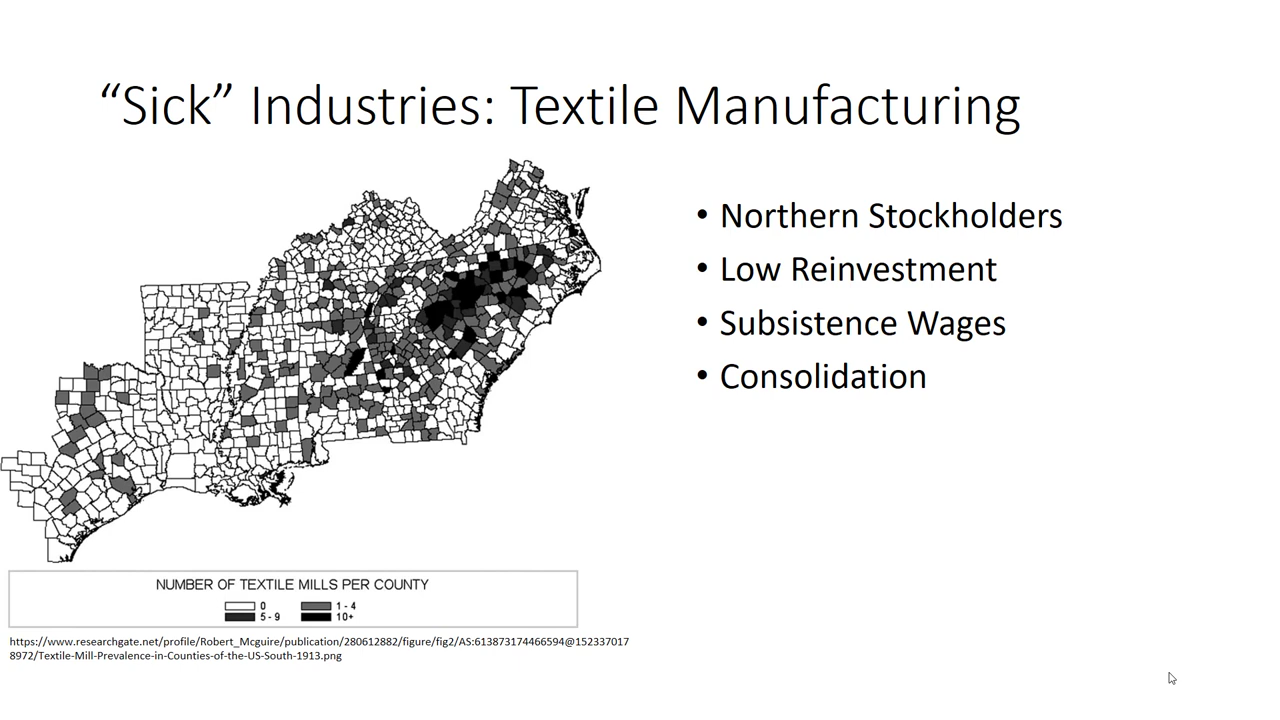 “Sick” Industries: Textile Manufacturing
• Northern Stockholders
• Low Reinvestment
• Subsistence Wages
• Consolidation
NUMBER OF TEXTILE MILLS PER COUNTY
0 1 - 4
5 - 9 10+
https://www.researchgate.net/profile/Robert_Mcguire/publication/280612882/figure/fig2/AS:613873174466594@152337017
8972/Textile-Mill-Prevalence-in-Counties-of-the-US-South-1913.png